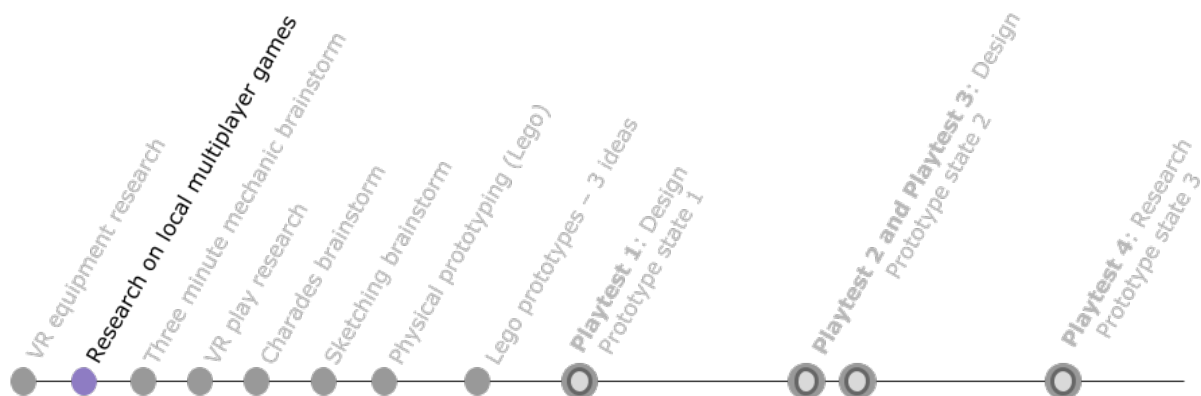 VR equipment research
Research on local multiplayer games
Three minute mechanic brainstorm
VR play research
Charades brainstorm
Sketching brainstorm
Physical prototyping (Lego)
Lego prototypes – 3 ideas
Playtest 1: Design
Prototype state 1
Playtest 2 and Playtest 3: Design
Prototype state 2
Playtest 4: Research
Prototype state 3